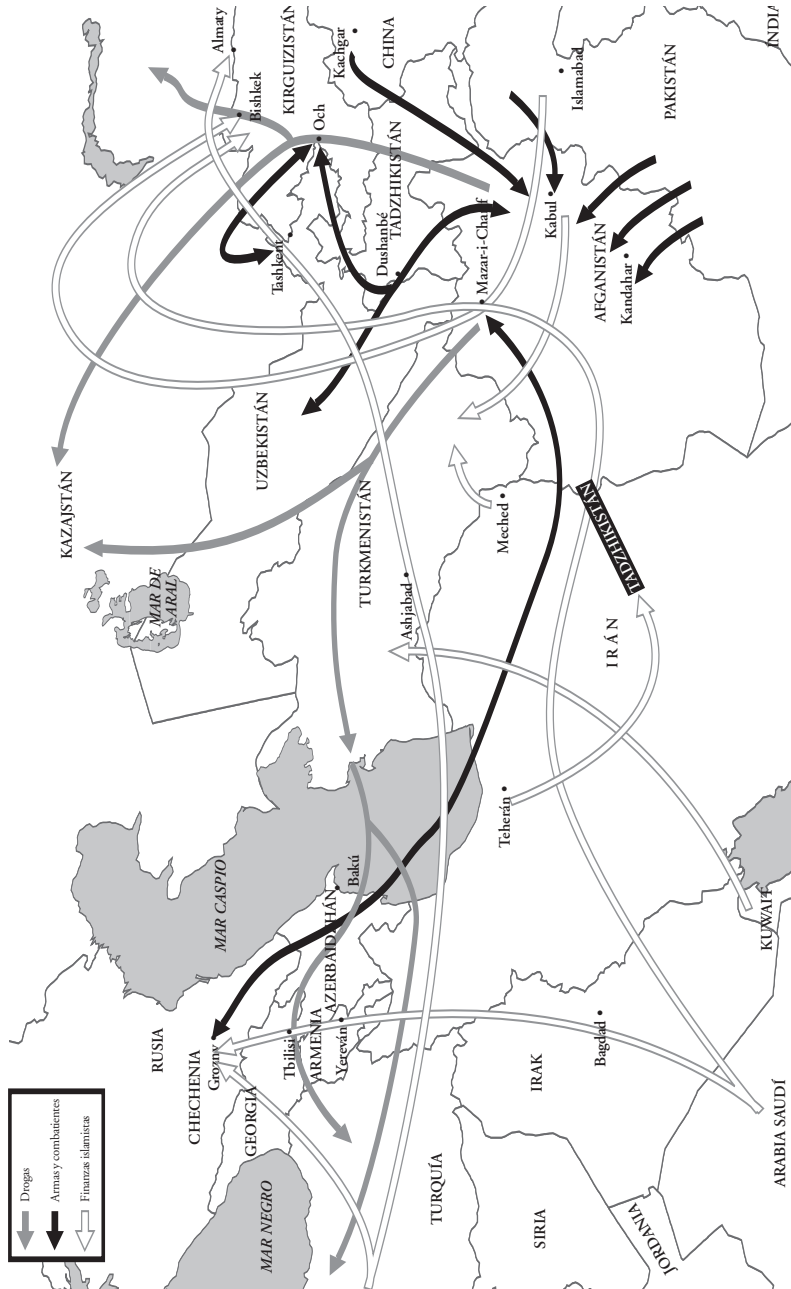 Drogas
Armas y combatientes
Finanzas islamistas
RUSIA
CHECHENIA
Grozny
GEORGIA
MAR NEGRO
Tbilisi
ARMENIA
Yereván
AZERBAIDZHÁN
Bakú
MAR CASPIO
TURQUÍA
SIRIA
JORDANIA
IRAK
Bagdad
ARABIA SAUDÍ
KUWAIT
Teherán
IRÁN
TADZHIKISTÁN
Meched
Ashjabad
TURKMENISTÁN
MAR DE
ARAL
KAZAJSTÁN
UZBEKISTÁN
Tashkent
Dushanbé
TADZHIKISTÁN
Mazar-i-Charif
AFGANISTÁN
Kandahar
Kabul
Islamabad
PAKISTÁN
INDIA
CHINA
Kachgar
KIRGUIZISTÁN
Och
Bishkek
Almaty